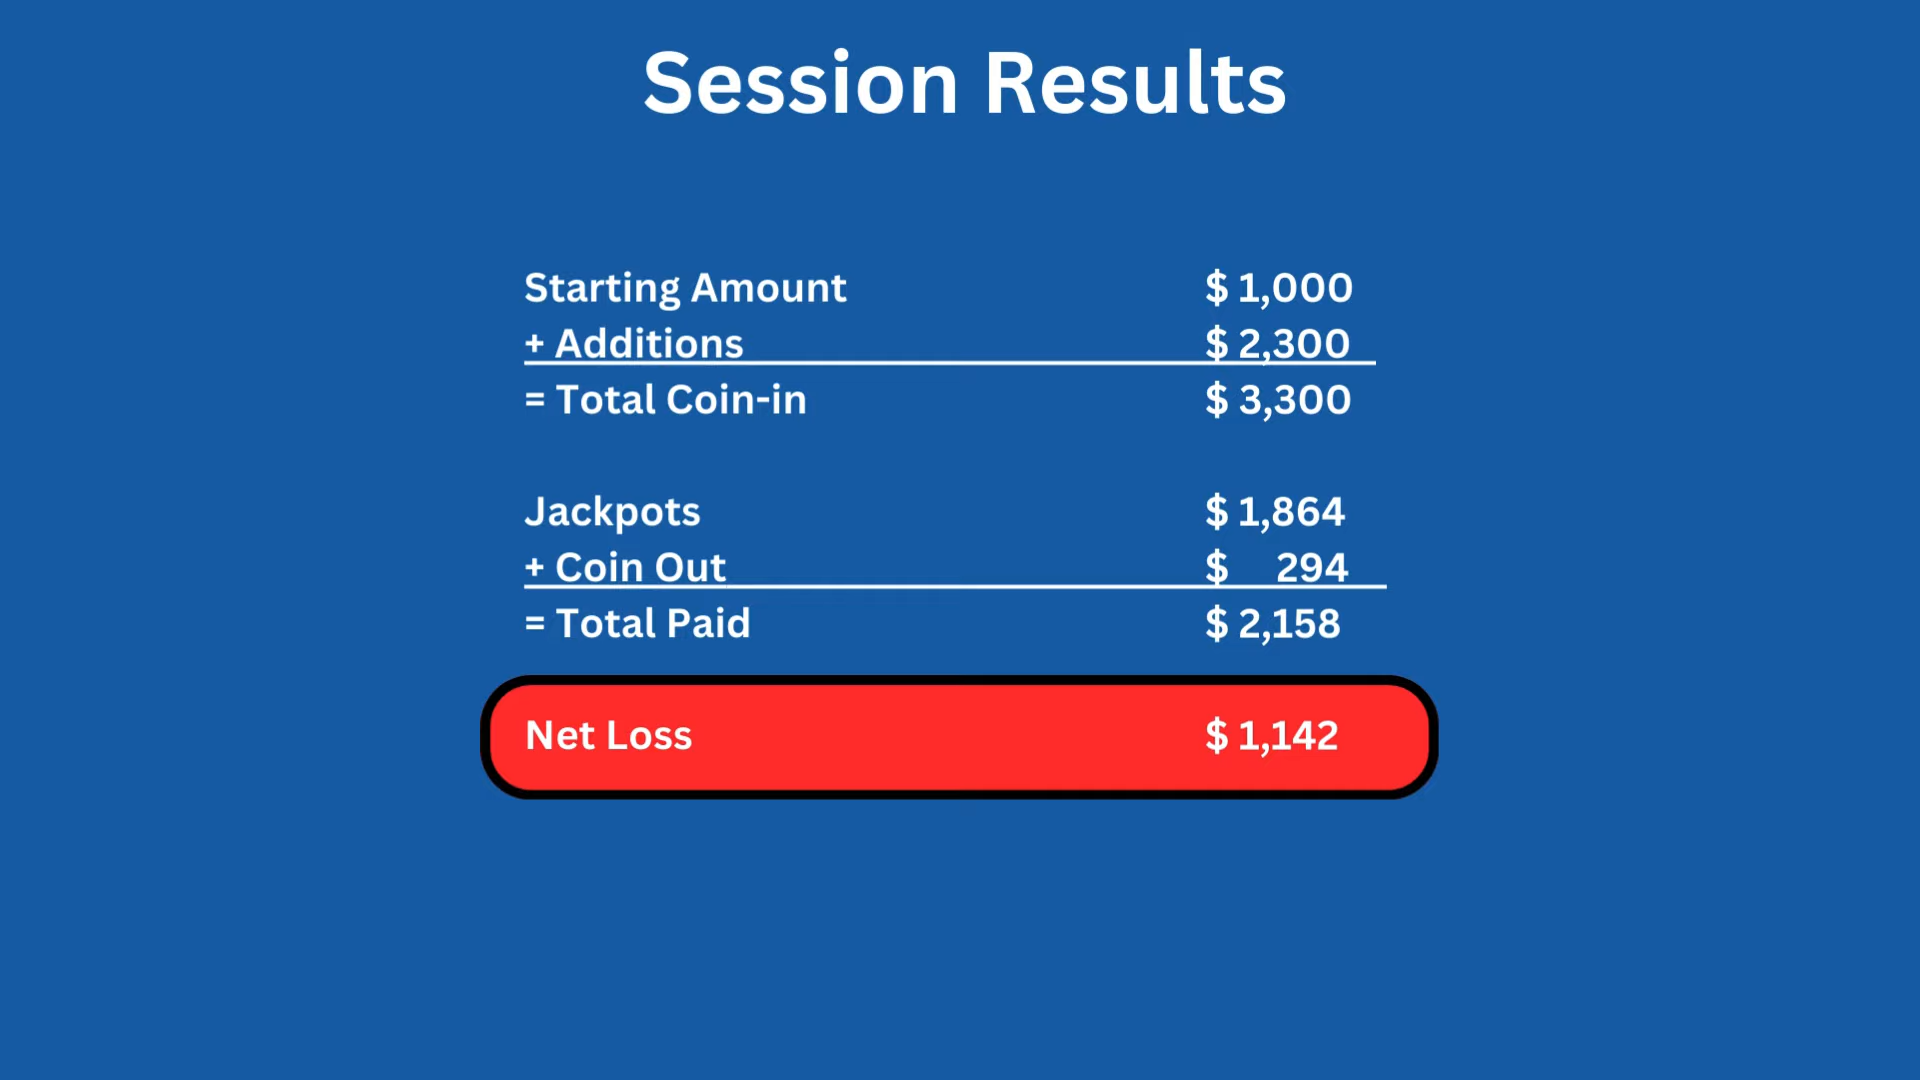 Session Results
Starting Amount $ 1,000
+ Additions $ 2,300
= Total Coin-in $ 3,300
Jackpots $ 1,864
+ Coin Out $ 294
= Total Paid $ 2,158
Net Loss $ 1,142